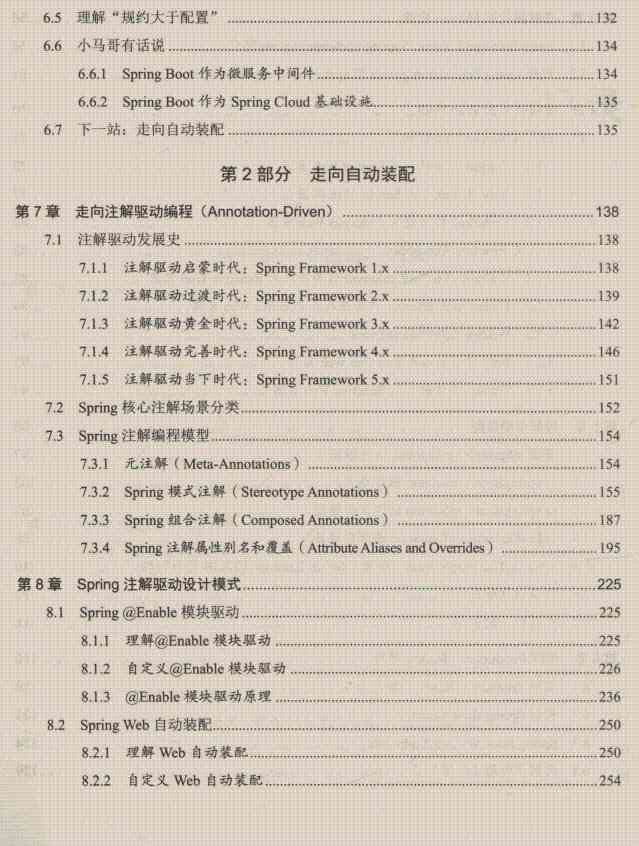 6.5 理解“规约大于配置” 132
6.6 小马哥有话说 134
6.6.1 Spring Boot 作为微服务中间件 134
6.6.2 Spring Boot 作为 Spring Cloud 基础设施 135
6.7 下一站：走向自动装配 135
第 2 部分 走向自动装配
第 7 章 走向注解驱动编程（Annotation-Driven） 138
7.1 注解驱动发展史 138
7.1.1 注解驱动启蒙时代：Spring Framework 1.x 138
7.1.2 注解驱动过渡时代：Spring Framework 2.x 139
7.1.3 注解驱动黄金时代：Spring Framework 3.x 142
7.1.4 注解驱动完善时代：Spring Framework 4.x 146
7.1.5 注解驱动当下时代：Spring Framework 5.x 151
7.2 Spring 核心注解场景分类 152
7.3 Spring 注解编程模型 154
7.3.1 元注解（Meta-Annotations） 154
7.3.2 Spring 模式注解（Stereotype Annotations） 155
7.3.3 Spring 组合注解（Composed Annotations） 187
7.3.4 Spring 注解属性别名和覆盖（Attribute Aliases and Overrides） 195
第 8 章 Spring 注解驱动设计模式 225
8.1 Spring @Enable 模块驱动 225
8.1.1 理解@Enable 模块驱动 225
8.1.2 自定义@Enable 模块驱动 226
8.1.3 @Enable 模块驱动原理 236
8.2 Spring Web 自动装配 250
8.2.1 理解 Web 自动装配 250
8.2.2 自定义 Web 自动装配 254